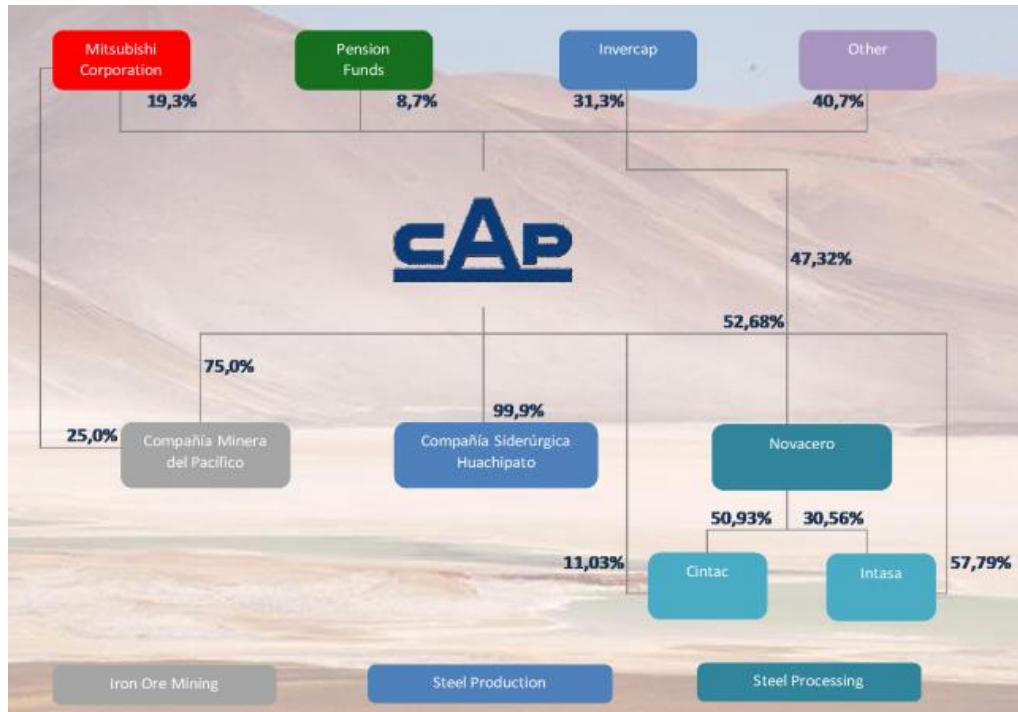 Mitsubishi
Corporation
Pension
Funds
Invercap
Other
19,3%
8,7%
31,3%
40,7%
CAP
47,32%
52,68%
75,0%
99,9%
25,0%
Compañía Minera
del Pacífico
Compañía Siderúrgica
Huachipato
Novacero
50,93%
30,56%
11,03%
Cintac
Intasa
57,79%
Iron Ore Mining
Steel Production
Steel Processing